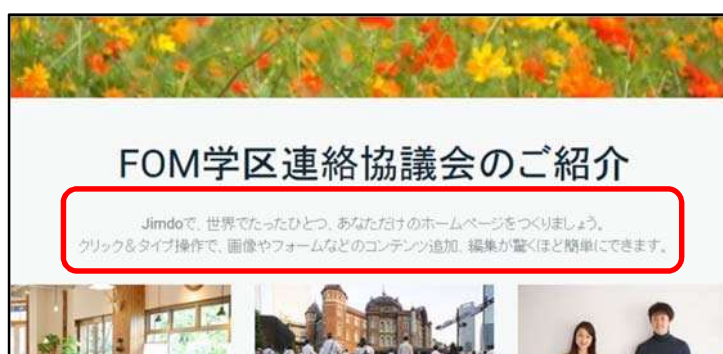 FOM学区連絡協議会のご紹介
Jimdoで、世界でたったひとつ、あなただけのホームページをつくりましょう。
クリック＆タイプ操作で、画像やフォームなどのコンテンツ追加、編集が驚くほど簡単にできます。